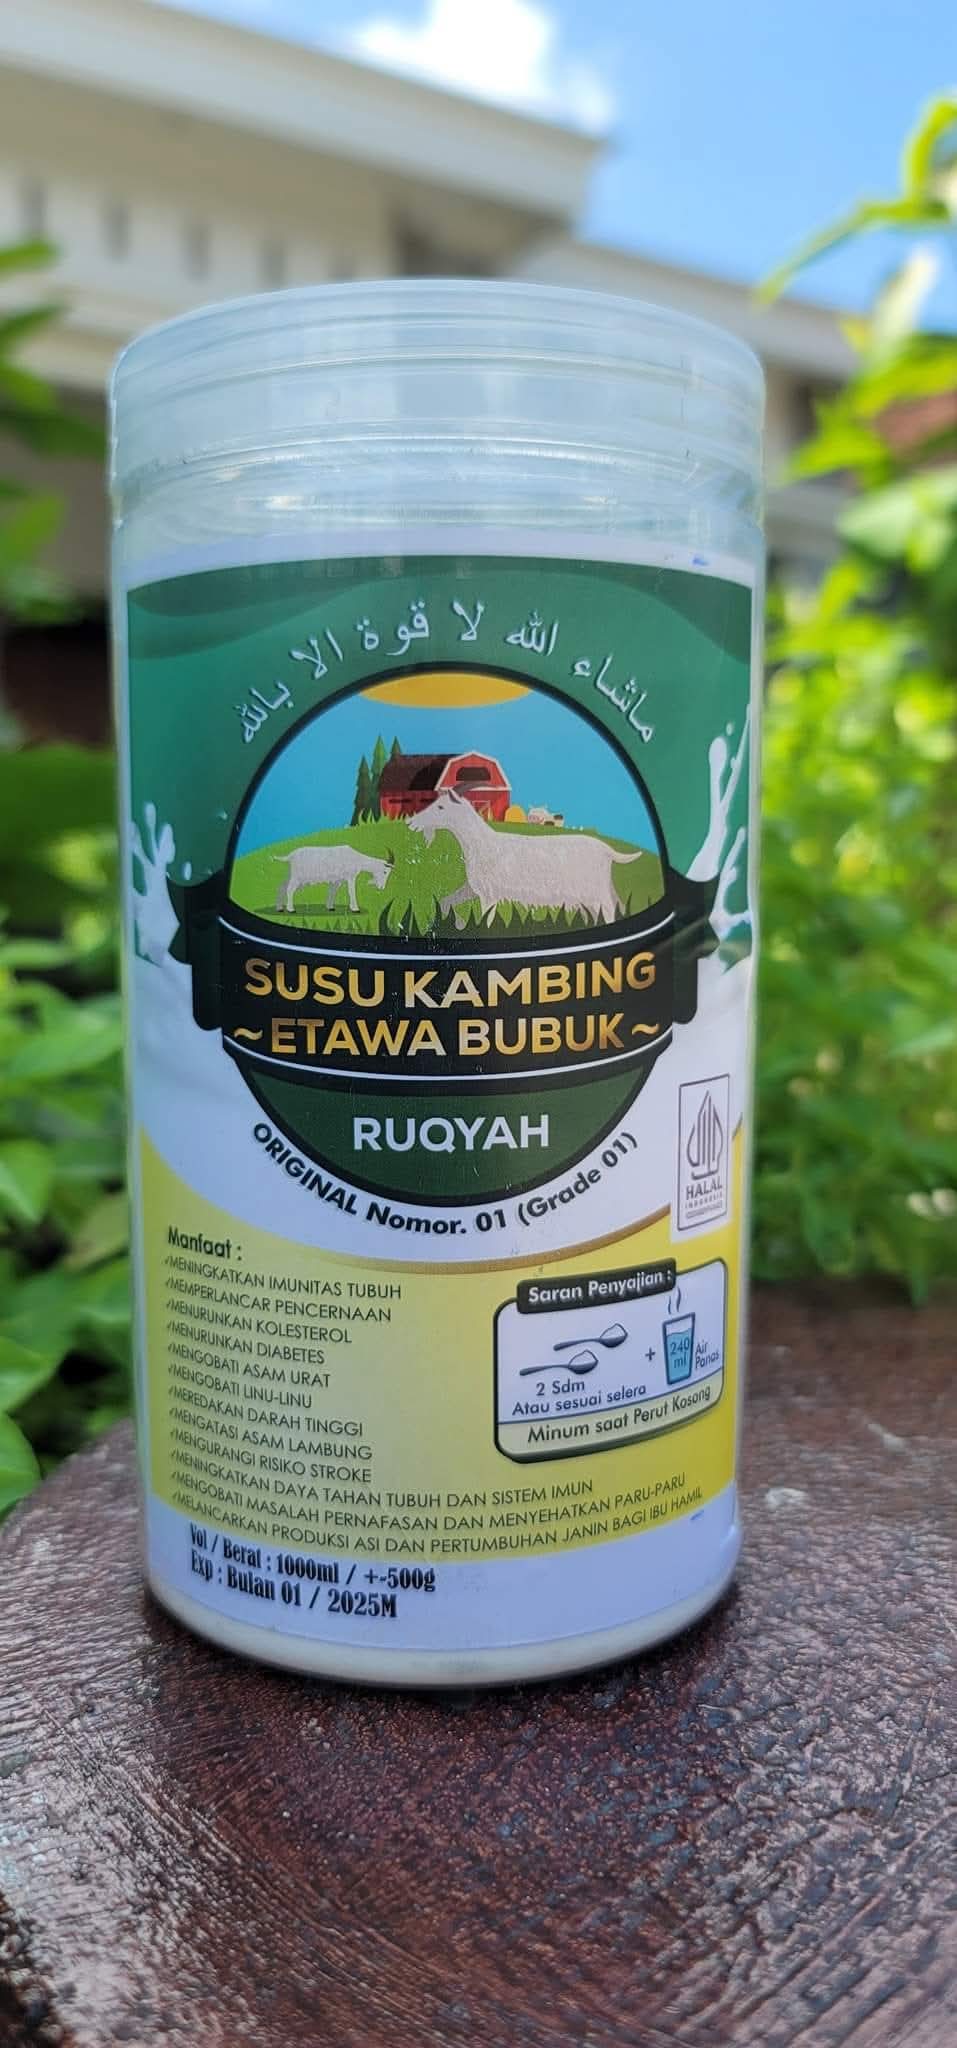 ماشاء الله لا قوة الا بالله
SUSU KAMBING
~ETAWA BUBUK~
RUQYAH
ORIGINAL Nomor. 01 (Grade 01)
HALAL
INDONESIA
Manfaat :
✓MENINGKATKAN IMUNITAS TUBUH
✓MEMPERLANCAR PENCERNAAN
✓MENURUNKAN KOLESTEROL
✓MENURUNKAN DIABETES
✓MENGOBATI ASAM URAT
✓MENGOBATI LINU-LINU
✓MEREDAKAN DARAH TINGGI
✓MENGATASI ASAM LAMBUNG
✓MENGURANGI RISIKO STROKE
✓MENINGKATKAN DAYA TAHAN TUBUH DAN SISTEM IMUN
✓MENGOBATI MASALAH PERNAFASAN DAN MENYEHATKAN PARU-PARU
✓MELANCARKAN PRODUKSI ASI DAN PERTUMBUHAN JANIN BAGI IBU HAMIL
Saran Penyajian :
+
240 ml
Air Panas
2 Sdm
Atau sesuai selera
Minum saat Perut Kosong
Vol / Berat : 1000ml / +-500g
Exp : Bulan 01 / 2025M